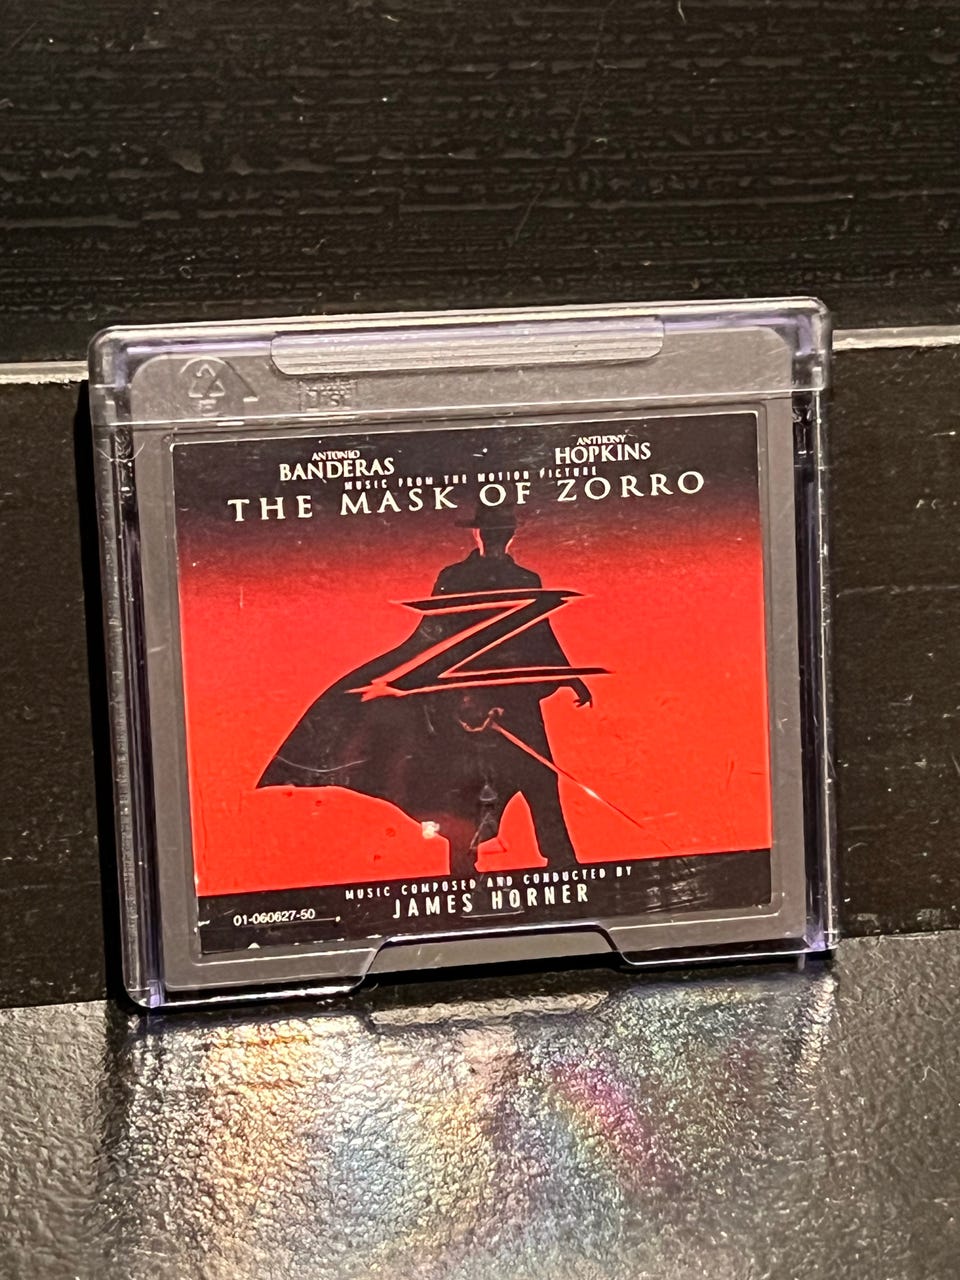 ANTONIO
BANDERAS
ANTHONY
HOPKINS
MUSIC FROM THE MOTION PICTURE
THE MASK OF ZORRO
Z
MUSIC COMPOSED AND CONDUCTED BY
JAMES HORNER
01-060627-50